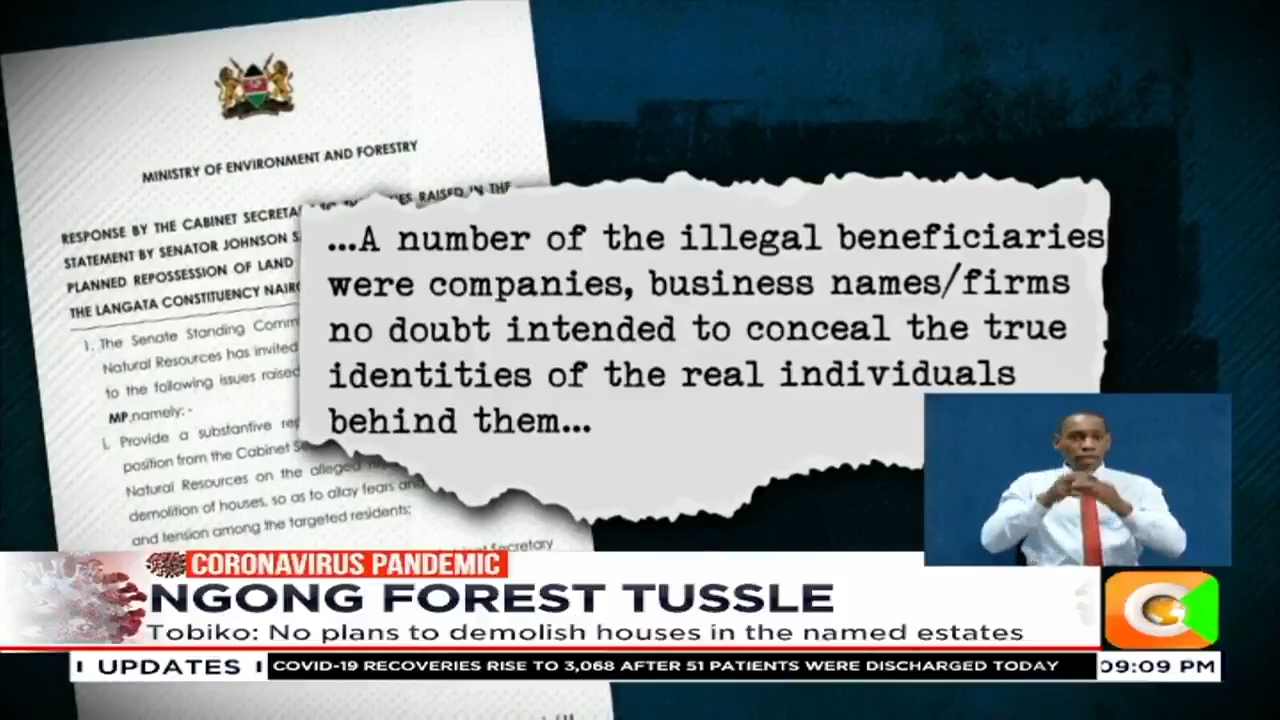 MINISTRY OF ENVIRONMENT AND FORESTRY
RESPONSE BY THE CABINET RAISED IN THE
STATEMENT BY SENATOR JOHNSON
PLANNED REPOSSESSION OF LAND
THE LANGATA CONSTITUENCY
1. The Senate Standing
Natural Resources has invited
to the following issues raised
MP namely: -
i. Provide a substantive
position from the Cabinet
Natural Resources on the alleged
demolition of houses, so as to allay fears and
and tension among the targeted residents;
Secretary
...A number of the illegal beneficiaries
were companies, business names/firms
no doubt intended to conceal the true
identities of the real individuals
behind them...
CORONAVIRUS PANDEMIC
NGONG FOREST TUSSLE
Tobiko: No plans to demolish houses in the named estates
UPDATES
COVID-19 RECOVERIES RISE TO 3,068 AFTER 51 PATIENTS WERE DISCHARGED TODAY
09:09 PM